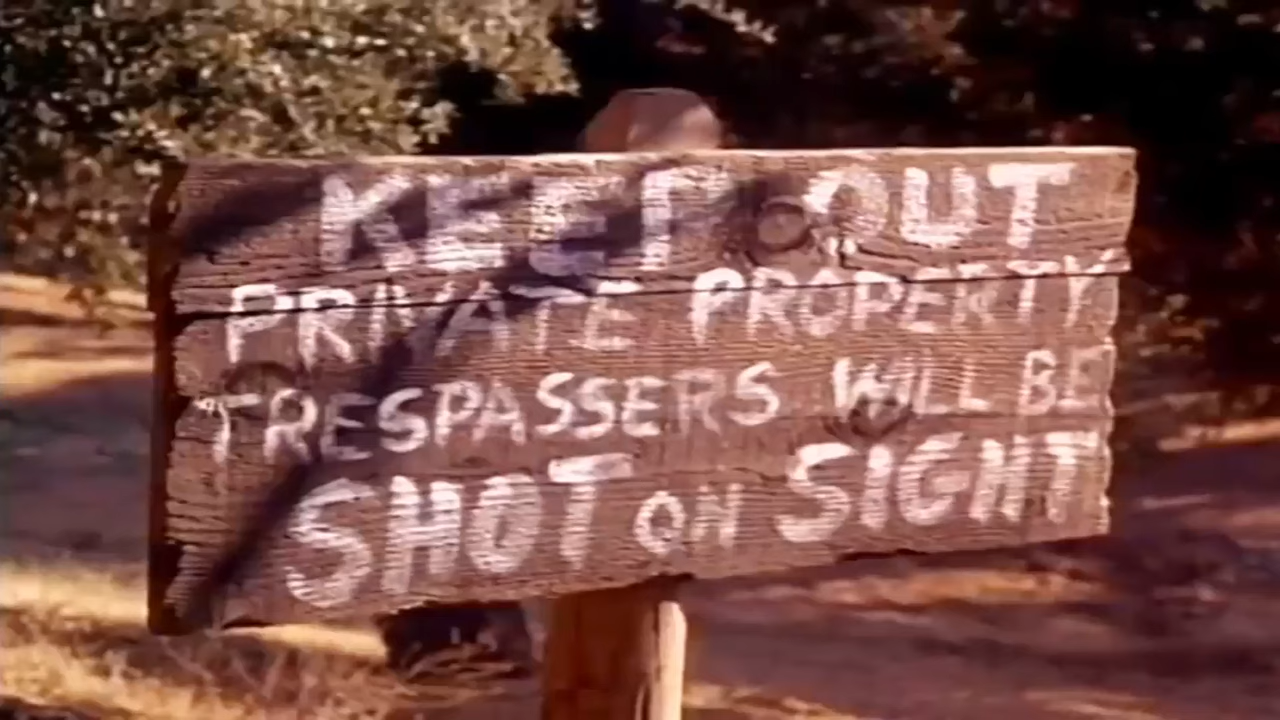 KEEP OUT
PRIVATE PROPERTY
TRESPASSERS WILL BE
SHOT ON SIGHT